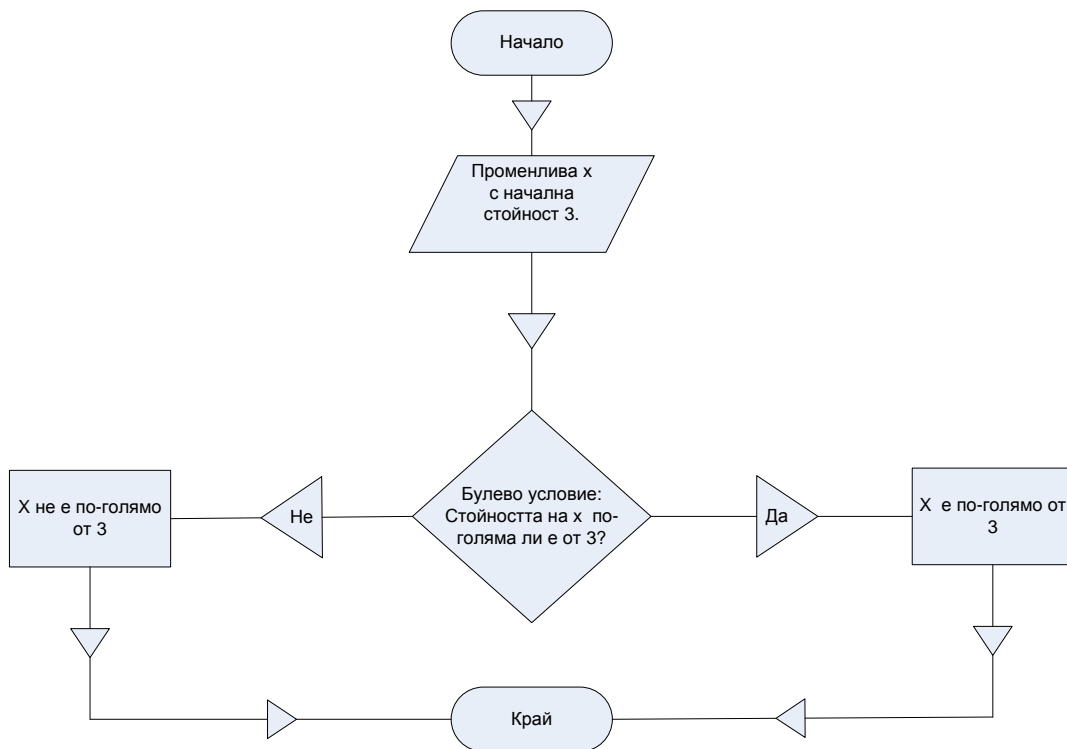 Начало
Променлива х
с начална
стойност 3.
Булево условие:
Стойността на х по-
голяма ли е от 3?
Не
Да
Х не е по-голямо
от 3
Х е по-голямо от
3
Край